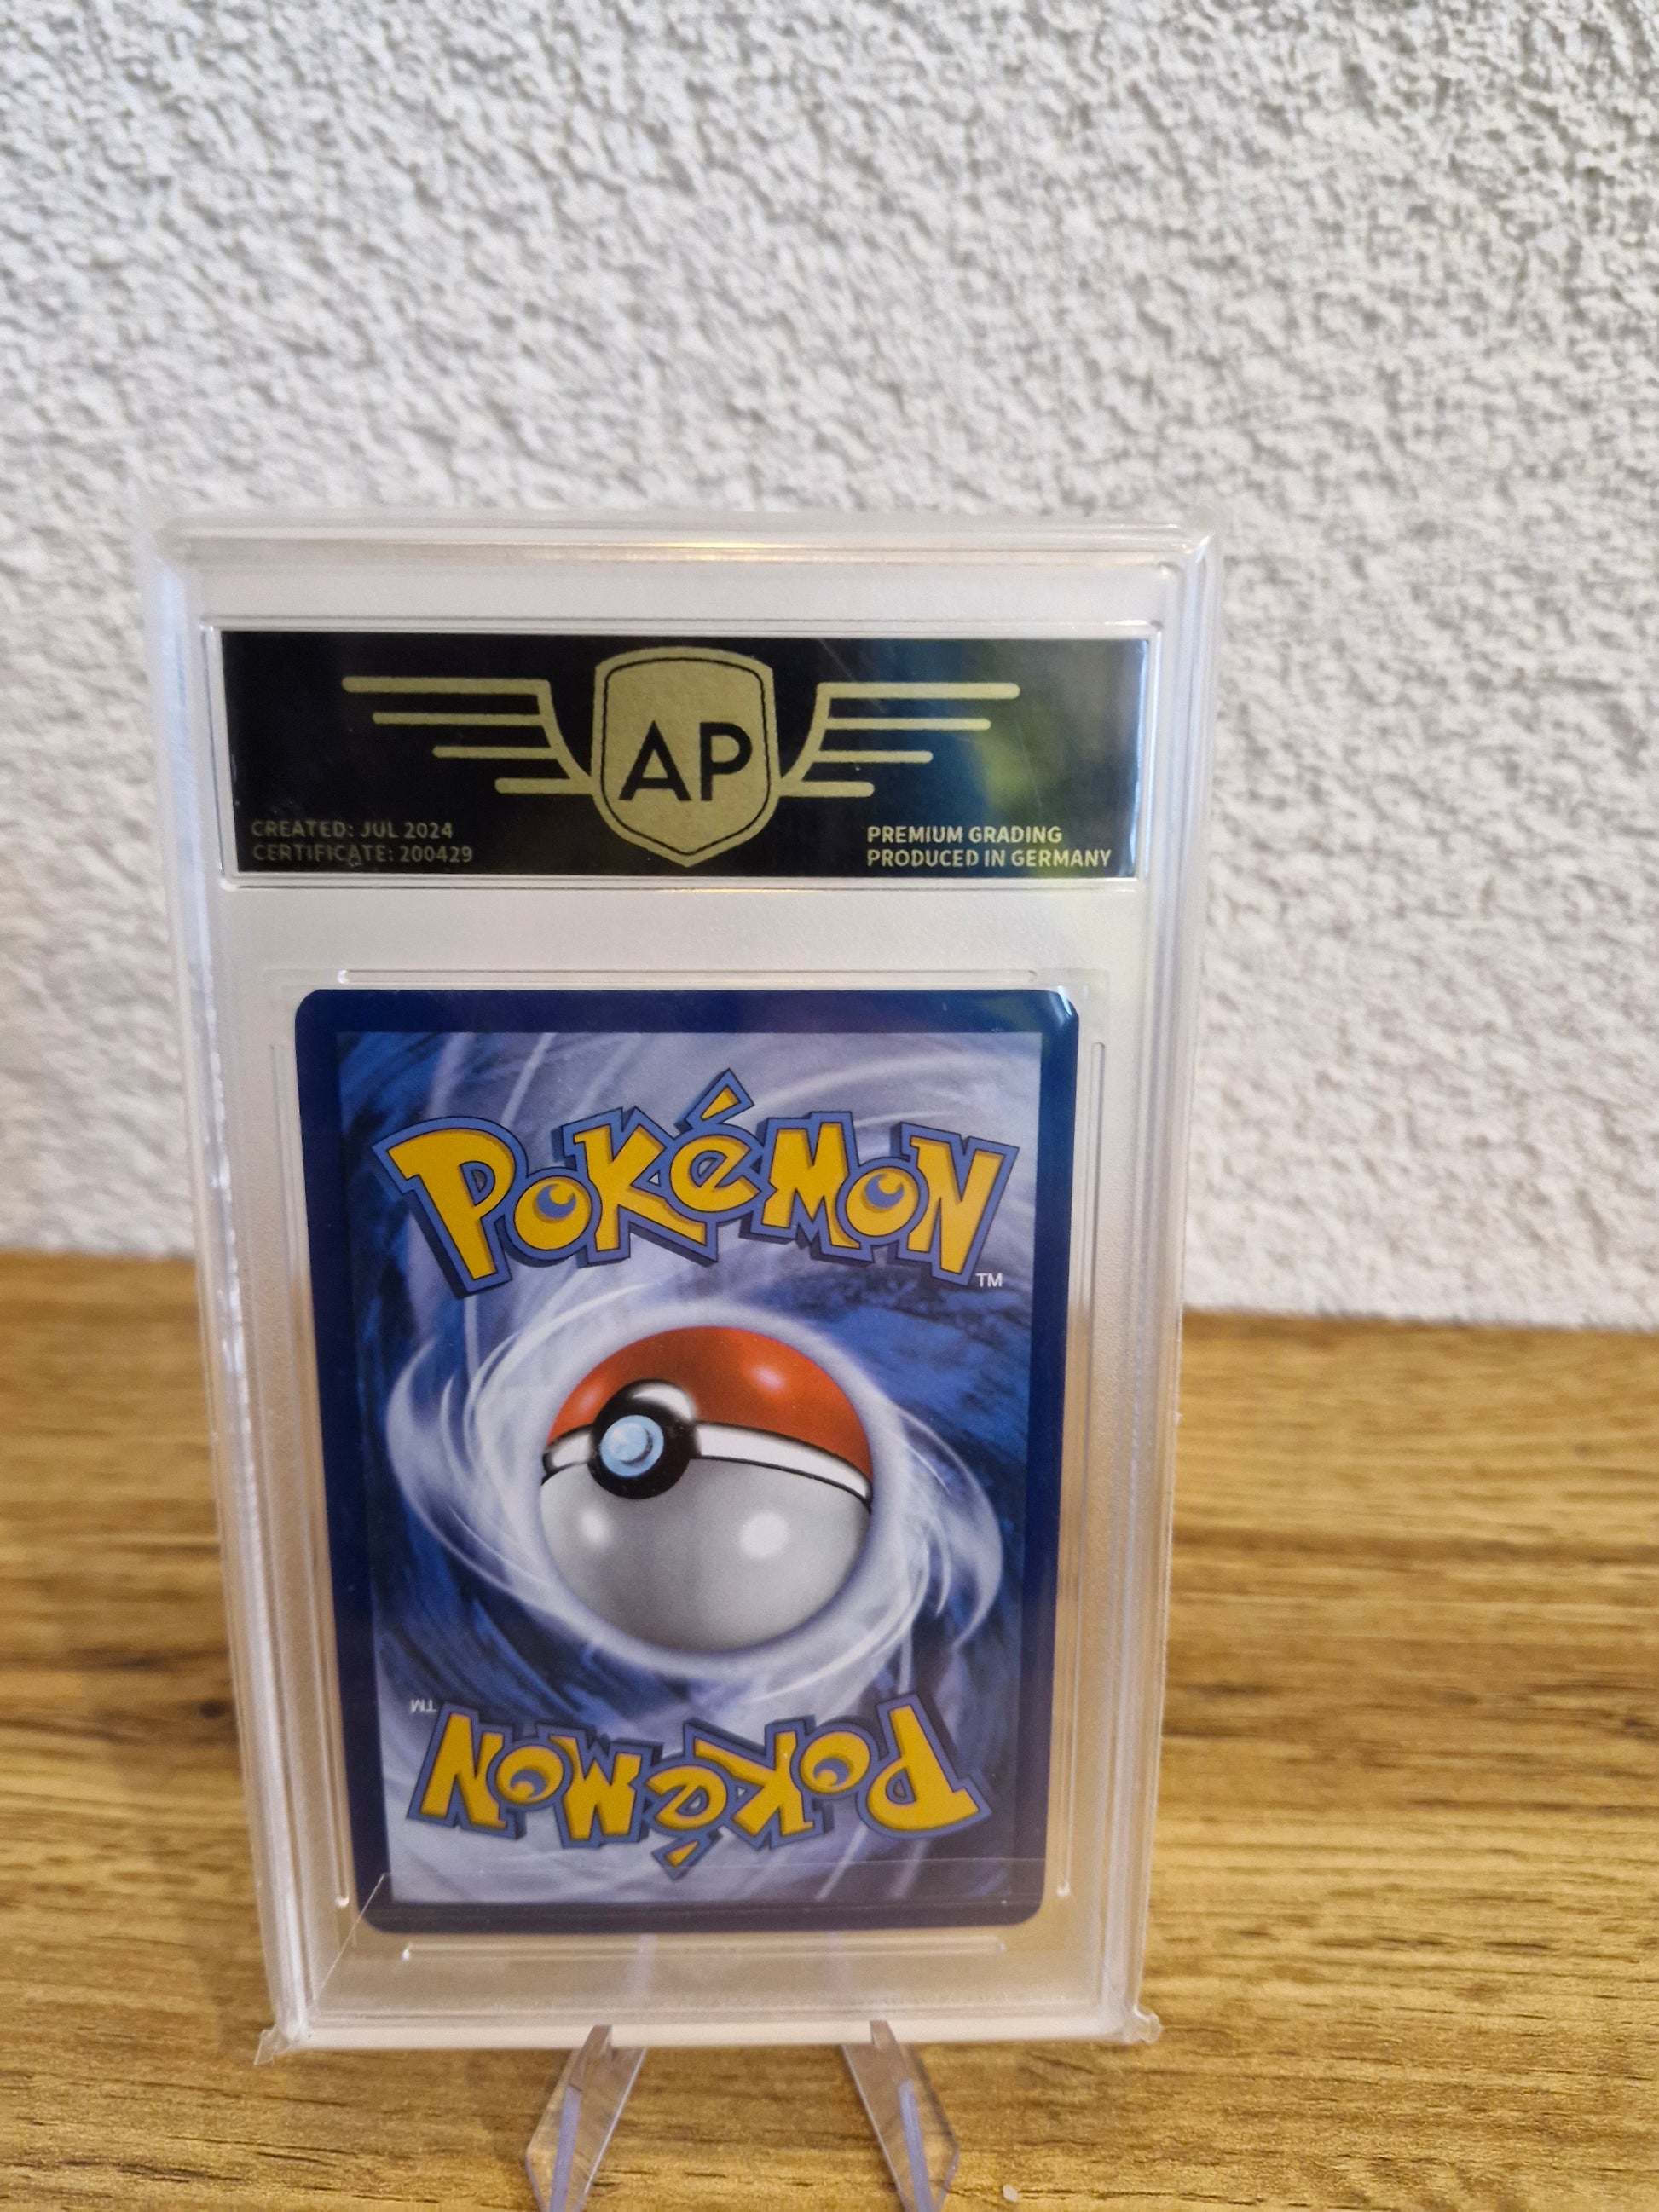 AP
CREATED: JUL 2024
CERTIFICATE: 200429
PREMIUM GRADING
PRODUCED IN GERMANY
POKéMON
TM
TM
POKéMON